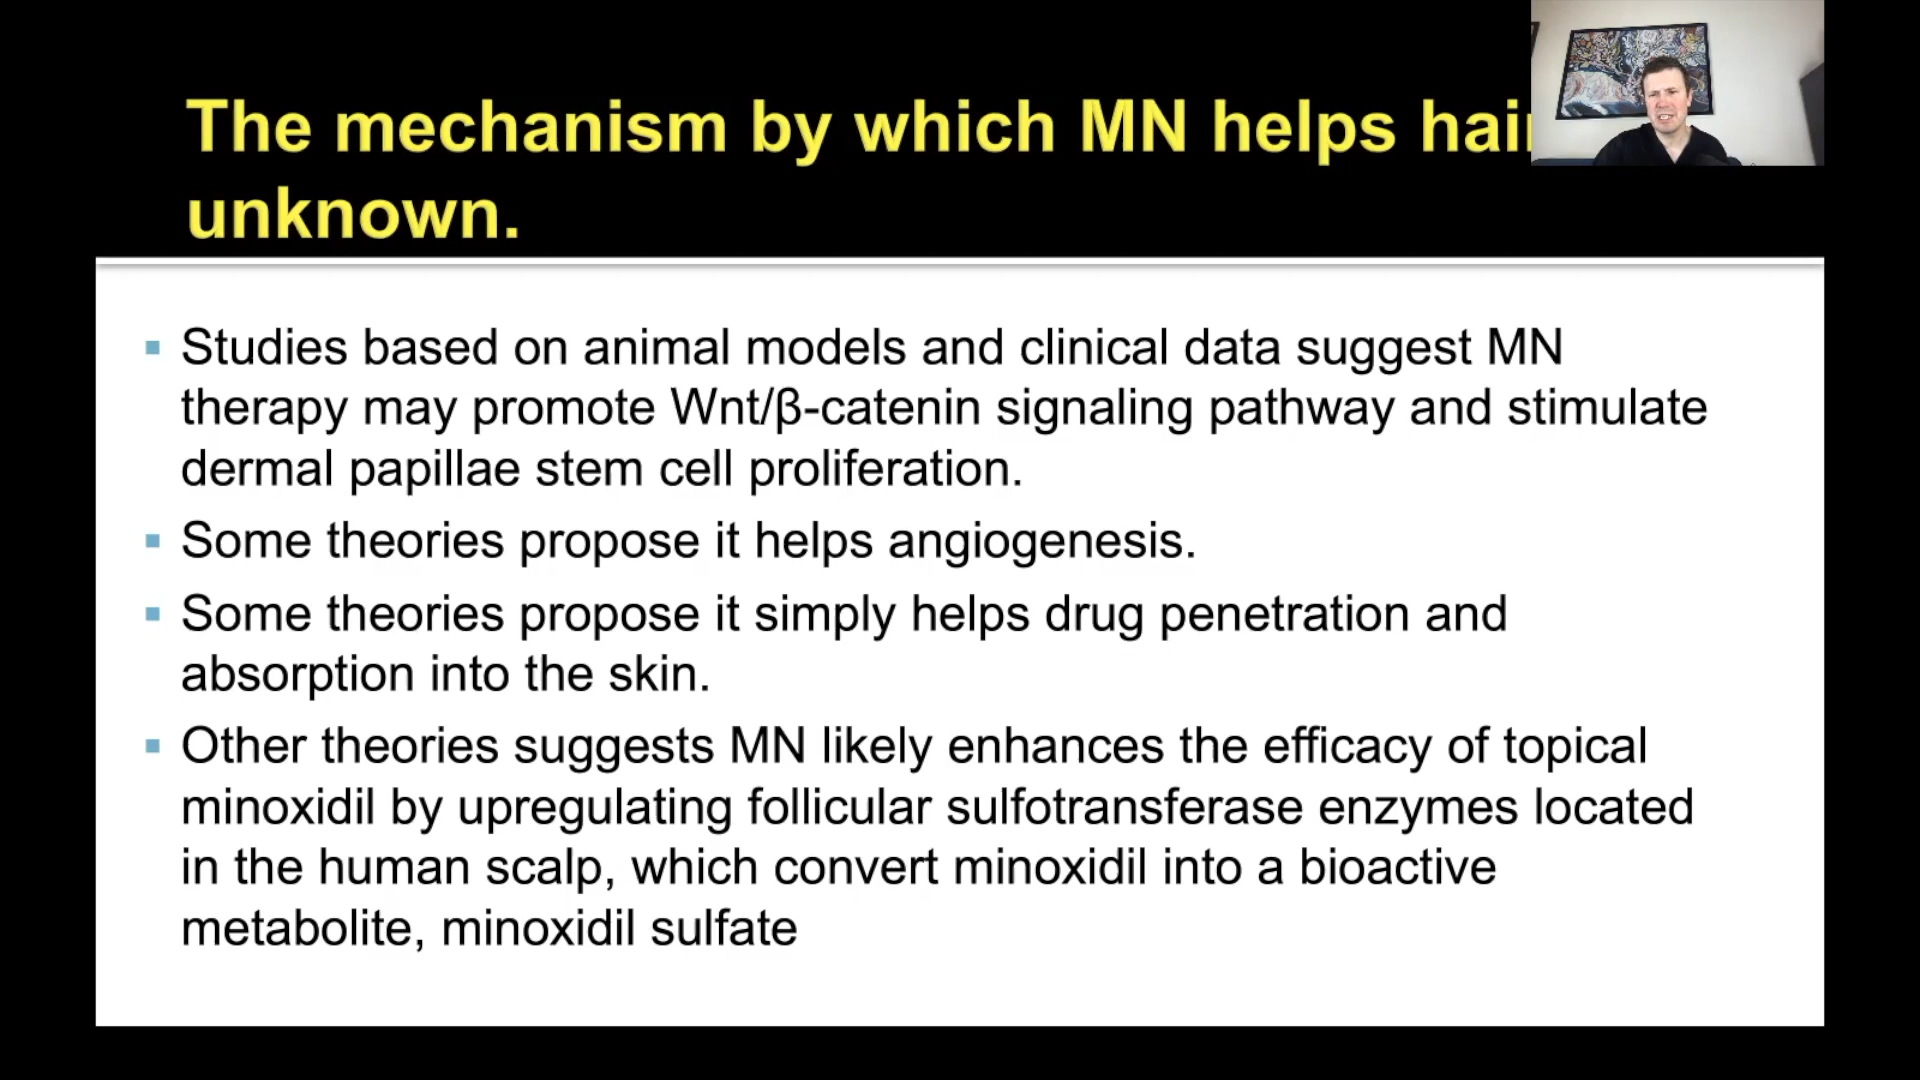 The mechanism by which MN helps hair
unknown.
Studies based on animal models and clinical data suggest MN
therapy may promote Wnt/β-catenin signaling pathway and stimulate
dermal papillae stem cell proliferation.
Some theories propose it helps angiogenesis.
Some theories propose it simply helps drug penetration and
absorption into the skin.
Other theories suggests MN likely enhances the efficacy of topical
minoxidil by upregulating follicular sulfotransferase enzymes located
in the human scalp, which convert minoxidil into a bioactive
metabolite, minoxidil sulfate